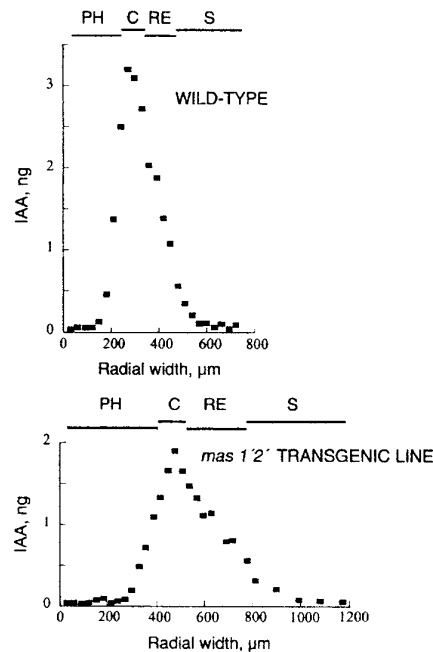 PH C RE S
3
2
1
0
IAA, ng
WILD-TYPE
0 200 400 600 800
Radial width, µm
PH C RE S
2
1
0
IAA, ng
mas 1´2´ TRANSGENIC LINE
0 200 400 600 800 1000 1200
Radial width, µm